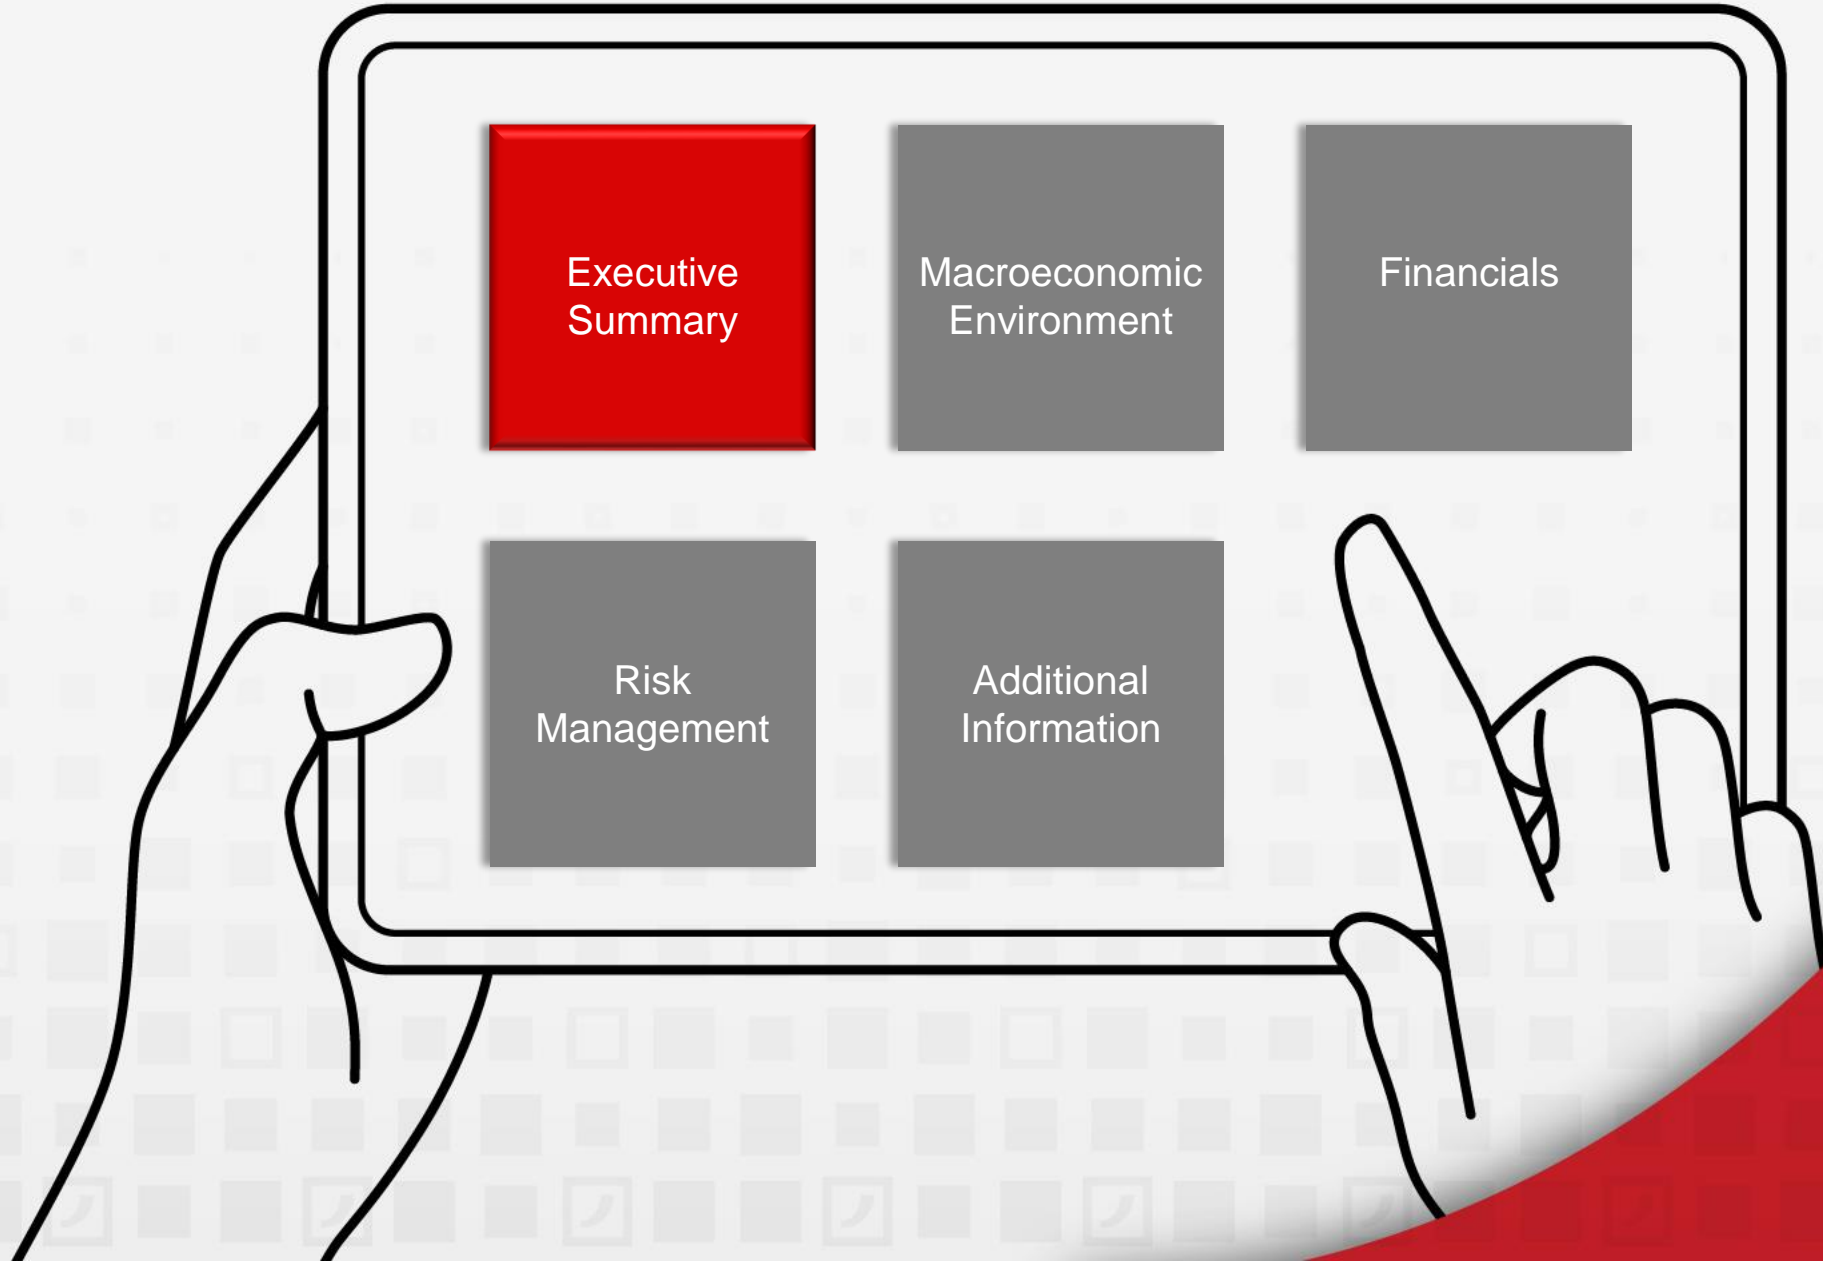 Executive
Summary
Macroeconomic
Environment
Financials
Risk
Management
Additional
Information